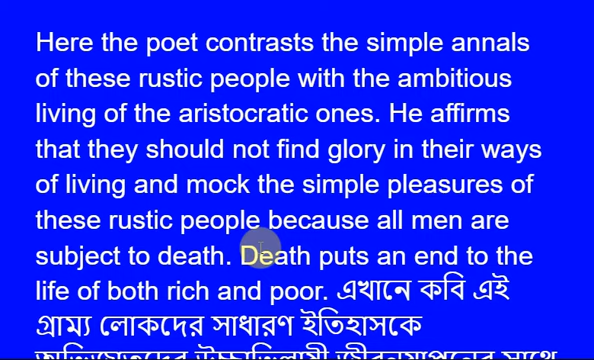 Here the poet contrasts the simple annals
of these rustic people with the ambitious
living of the aristocratic ones. He affirms
that they should not find glory in their ways
of living and mock the simple pleasures of
these rustic people because all men are
subject to death. Death puts an end to the
life of both rich and poor. এখানে কবি এই
গ্রাম্য লোকদের সাধারণ ইতিহাসকে